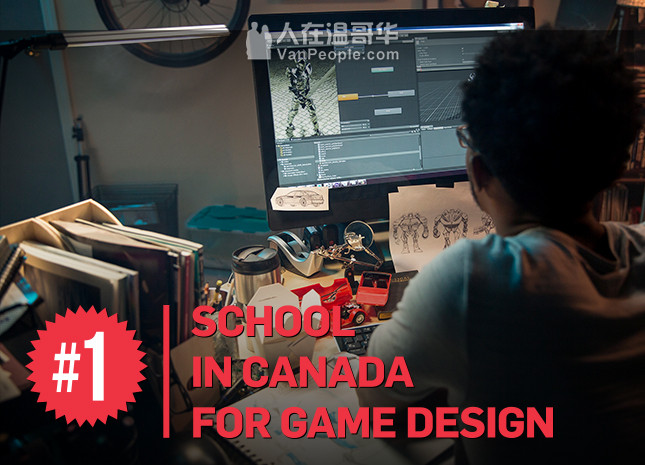 人在温哥华
VanPeople.com
#1
SCHOOL
IN CANADA
FOR GAME DESIGN